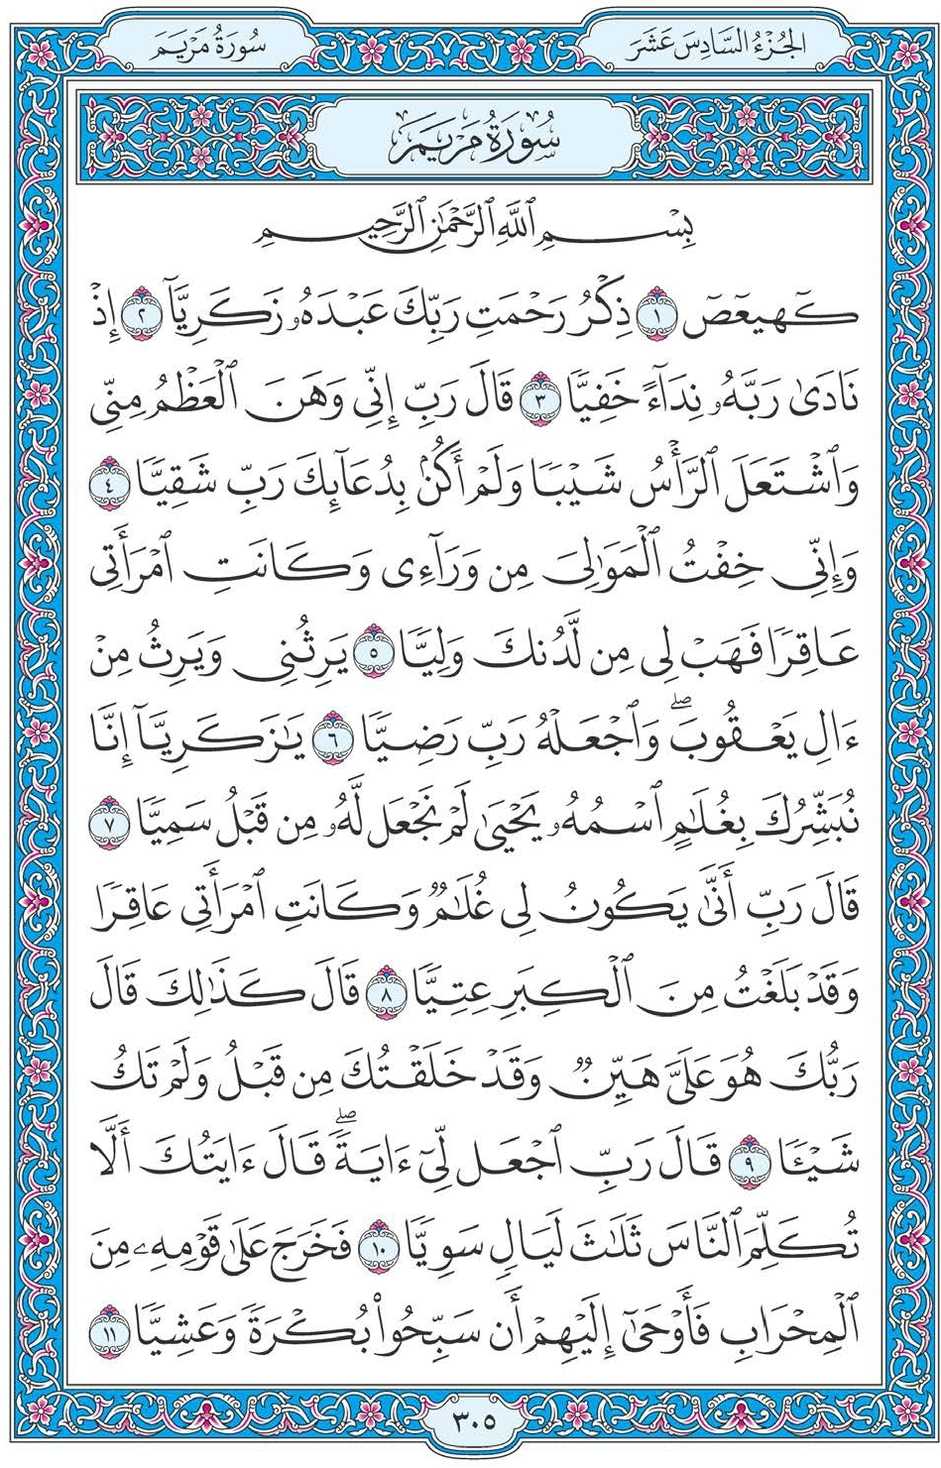 الجُزْءُ السَّادِسَ عَشَرَ
سُورَةُ مَرْيَمَ
سُورَةُ مَرْيَمَ
بِسْمِ ٱللَّهِ ٱلرَّحْمَٰنِ ٱلرَّحِيمِ
كٓهيعٓصٓ ١ ذِكْرُ رَحْمَتِ رَبِّكَ عَبْدَهُۥ زَكَرِيَّآ ٢ إِذْ
نَادَىٰ رَبَّهُۥ نِدَآءً خَفِيًّا ٣ قَالَ رَبِّ إِنِّى وَهَنَ ٱلْعَظْمُ مِنِّى
وَٱشْتَعَلَ ٱلرَّأْسُ شَيْبًا وَلَمْ أَكُنۢ بِدُعَآئِكَ رَبِّ شَقِيًّا ٤
وَإِنِّى خِفْتُ ٱلْمَوَٰلِىَ مِن وَرَآءِى وَكَانَتِ ٱمْرَأَتِى
عَاقِرًا فَهَبْ لِى مِن لَّدُنكَ وَلِيًّا ٥ يَرِثُنِى وَيَرِثُ مِنْ
ءَالِ يَعْقُوبَ ۖ وَٱجْعَلْهُ رَبِّ رَضِيًّا ٦ يَٰزَكَرِيَّآ إِنَّا
نُبَشِّرُكَ بِغُلَٰمٍ ٱسْمُهُۥ يَحْيَىٰ لَمْ نَجْعَل لَّهُۥ مِن قَبْلُ سَمِيًّا ٧
قَالَ رَبِّ أَنَّىٰ يَكُونُ لِى غُلَٰمٌ وَكَانَتِ ٱمْرَأَتِى عَاقِرًا
وَقَدْ بَلَغْتُ مِنَ ٱلْكِبَرِ عِتِيًّا ٨ قَالَ كَذَٰلِكَ قَالَ
رَبُّكَ هُوَ عَلَىَّ هَيِّنٌ وَقَدْ خَلَقْتُكَ مِن قَبْلُ وَلَمْ تَكُ
شَيْـًٔا ٩ قَالَ رَبِّ ٱجْعَل لِّىٓ ءَايَةً ۖ قَالَ ءَايَتُكَ أَلَّا
تُكَلِّمَ ٱلنَّاسَ ثَلَٰثَ لَيَالٍ سَوِيًّا ١٠ فَخَرَجَ عَلَىٰ قَوْمِهِۦ مِنَ
ٱلْمِحْرَابِ فَأَوْحَىٰٓ إِلَيْهِمْ أَن سَبِّحُوا۟ بُكْرَةً وَعَشِيًّا ١١
٣٠٥